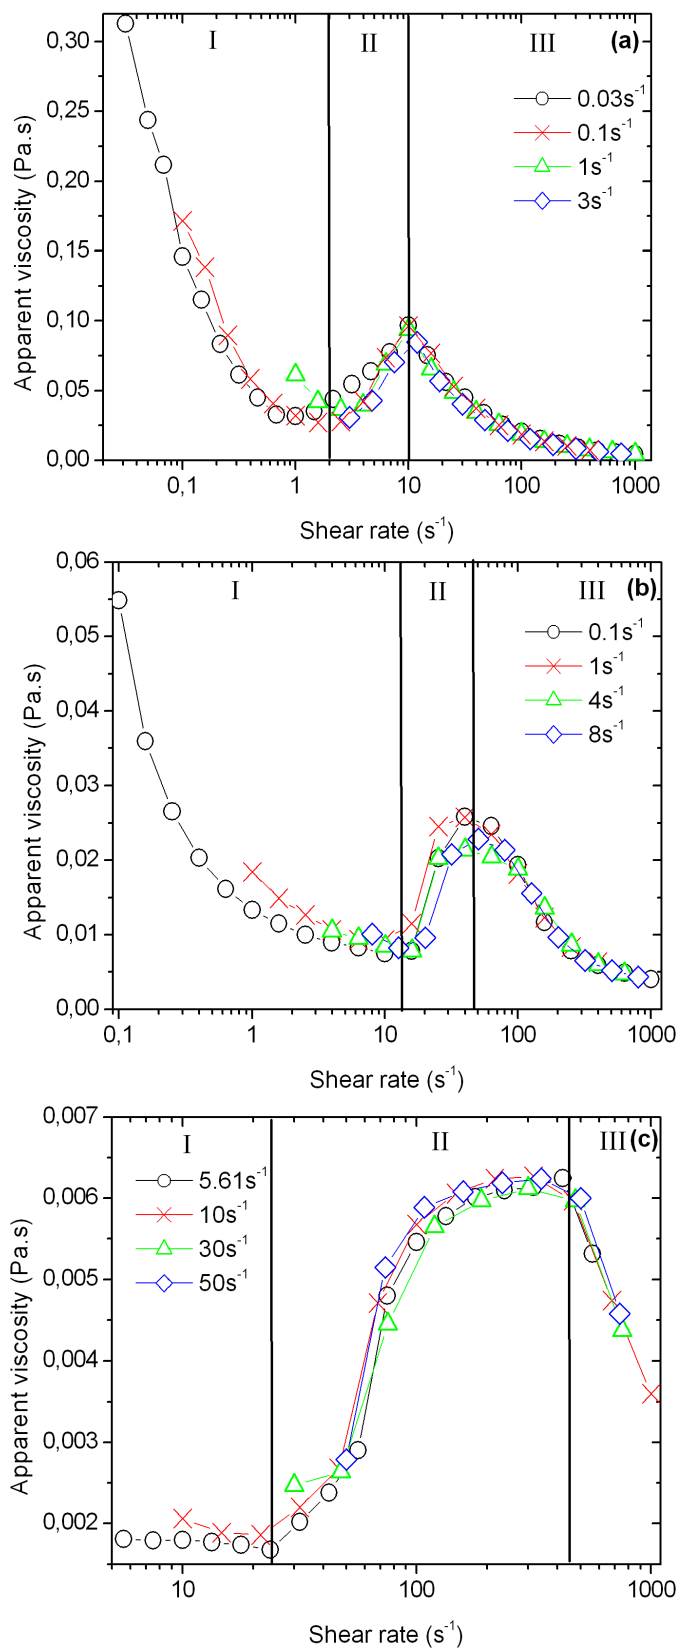 I II III (a)
0.03s-1
0.1s-1
1s-1
3s-1
0,30
0,25
0,20
0,15
0,10
0,05
0,00
Apparent viscosity (Pa.s)
0,1 1 10 100 1000
Shear rate (s-1)
I II III (b)
0.1s-1
1s-1
4s-1
8s-1
0,06
0,05
0,04
0,03
0,02
0,01
0,00
Apparent viscosity (Pa.s)
0,1 1 10 100 1000
Shear rate (s-1)
I II III (c)
5.61s-1
10s-1
30s-1
50s-1
0,007
0,006
0,005
0,004
0,003
0,002
Apparent viscosity (Pa.s)
10 100 1000
Shear rate (s-1)